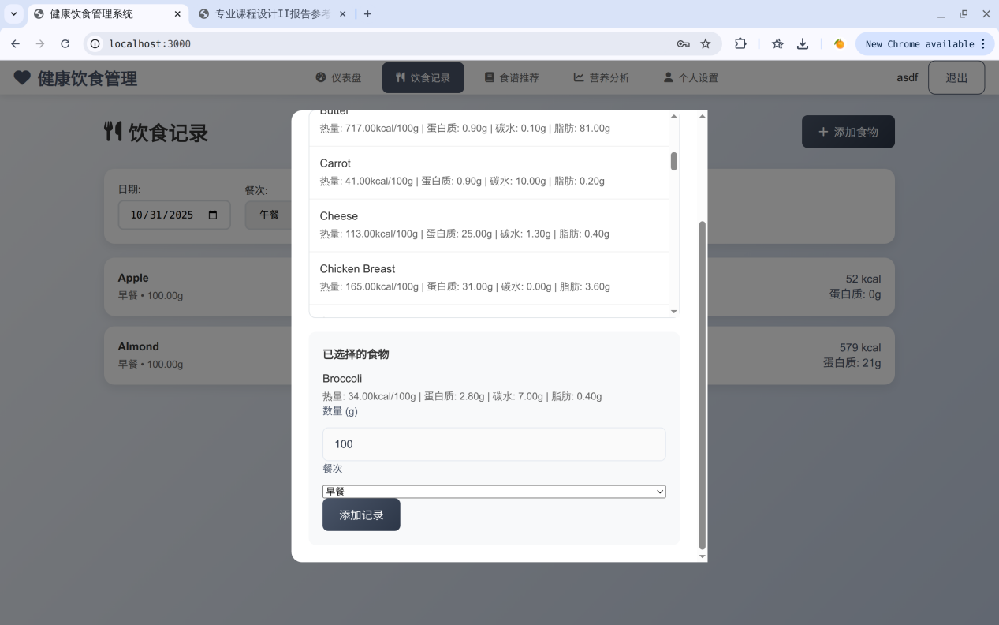 健康饮食管理系统
专业课程设计II报告参考
localhost:3000
New Chrome available
健康饮食管理
仪表盘
饮食记录
食谱推荐
营养分析
个人设置
asdf
退出
饮食记录
添加食物
日期:
餐次:
10/31/2025
午餐
Apple
早餐 • 100.00g
52 kcal
蛋白质: 0g
Almond
早餐 • 100.00g
579 kcal
蛋白质: 21g
Butter
热量: 717.00kcal/100g | 蛋白质: 0.90g | 碳水: 0.10g | 脂肪: 81.00g
Carrot
热量: 41.00kcal/100g | 蛋白质: 0.90g | 碳水: 10.00g | 脂肪: 0.20g
Cheese
热量: 113.00kcal/100g | 蛋白质: 25.00g | 碳水: 1.30g | 脂肪: 0.40g
Chicken Breast
热量: 165.00kcal/100g | 蛋白质: 31.00g | 碳水: 0.00g | 脂肪: 3.60g
已选择的食物
Broccoli
热量: 34.00kcal/100g | 蛋白质: 2.80g | 碳水: 7.00g | 脂肪: 0.40g
数量 (g)
100
餐次
早餐
添加记录